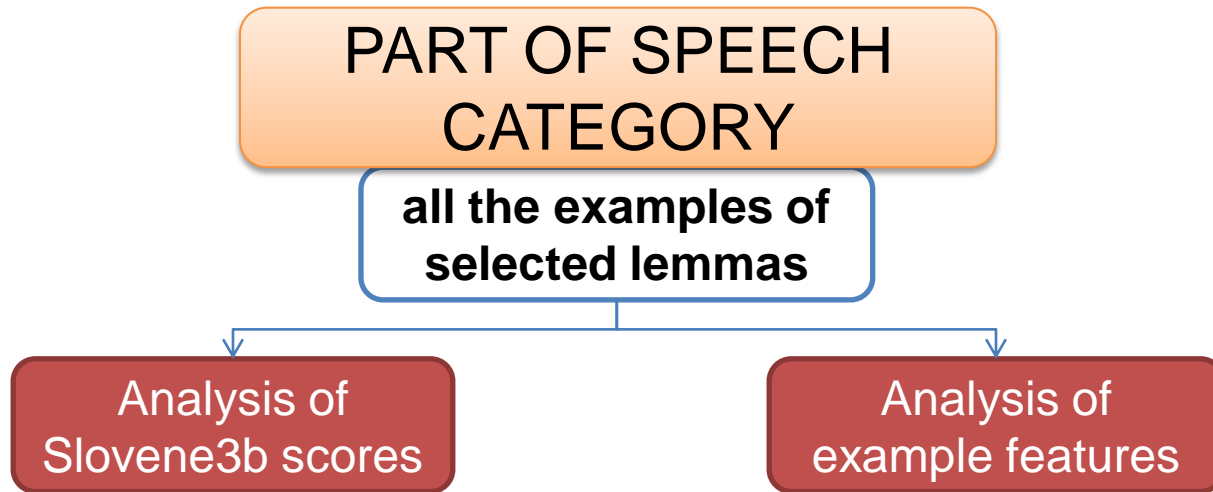 PART OF SPEECH
CATEGORY
all the examples of
selected lemmas
Analysis of
Slovene3b scores
Analysis of
example features